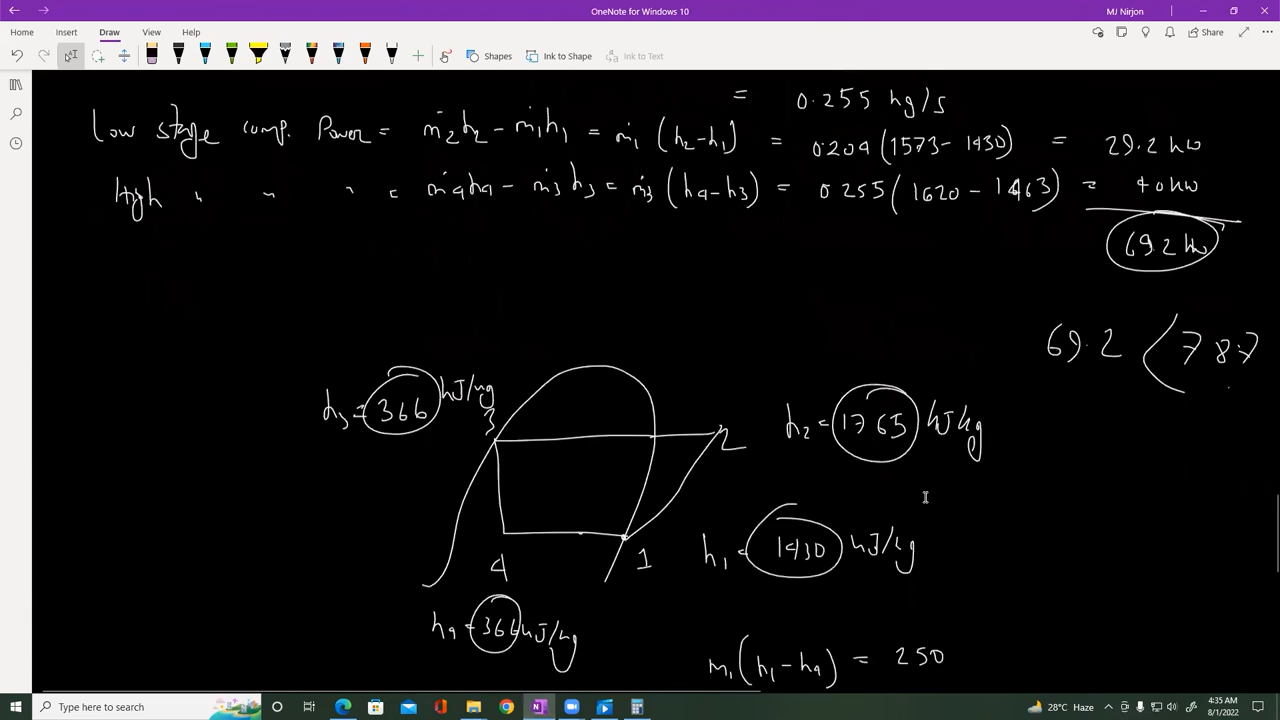 OneNote for Windows 10
MJ Nirjon
Home Insert Draw View Help
Share
Shapes Ink to Shape Ink to Text
= 0.255 kg/s
Low stage comp. Power = ṁ2h2 - ṁ1h1 = ṁ1 (h2-h1) = 0.204 (1573 - 1430) = 29.2 kw
High " " " = ṁ4h4 - ṁ3h3 = ṁ3 (h4-h3) = 0.255 (1620 - 1463) = 40 kw
69.2 kw
69.2 < 78.7
h3 = 366 kJ/kg
3
2
h2 = 1765 kJ/kg
4
1
h1 = 1430 kJ/kg
h4 = 366 kJ/kg
m1 (h1-h4) = 250
Type here to search
28°C Haze
4:35 AM
8/1/2022